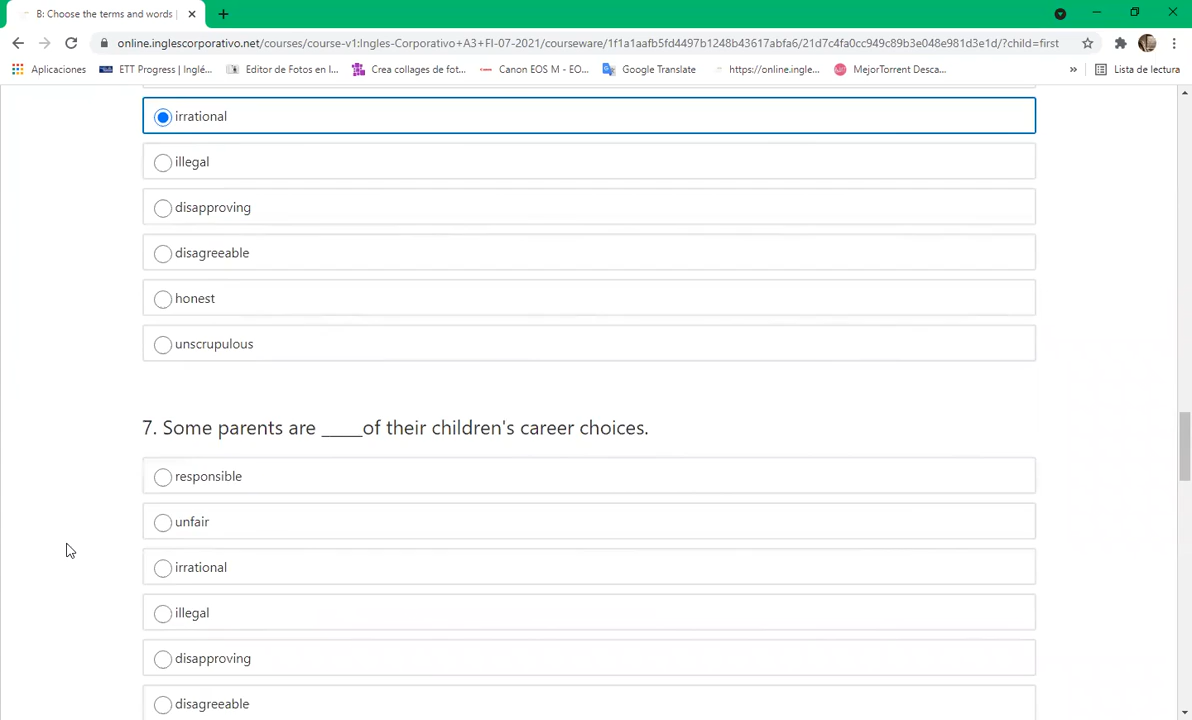 B: Choose the terms and words |
online.inglescorporativo.net/courses/course-v1:Ingles-Corporativo+A3+FI-07-2021/courseware/1f1a1aafb5fd4497b1248b43617abfa6/21d7c4fa0cc949c89b3e048e981d3e1d/?child=first
Aplicaciones ETT Progress | Inglé... Editor de Fotos en l... Crea collages de fot... Canon EOS M - EO... Google Translate https://online.ingle... MejorTorrent Desca... » Lista de lectura
irrational
illegal
disapproving
disagreeable
honest
unscrupulous
7. Some parents are _____of their children's career choices.
responsible
unfair
irrational
illegal
disapproving
disagreeable